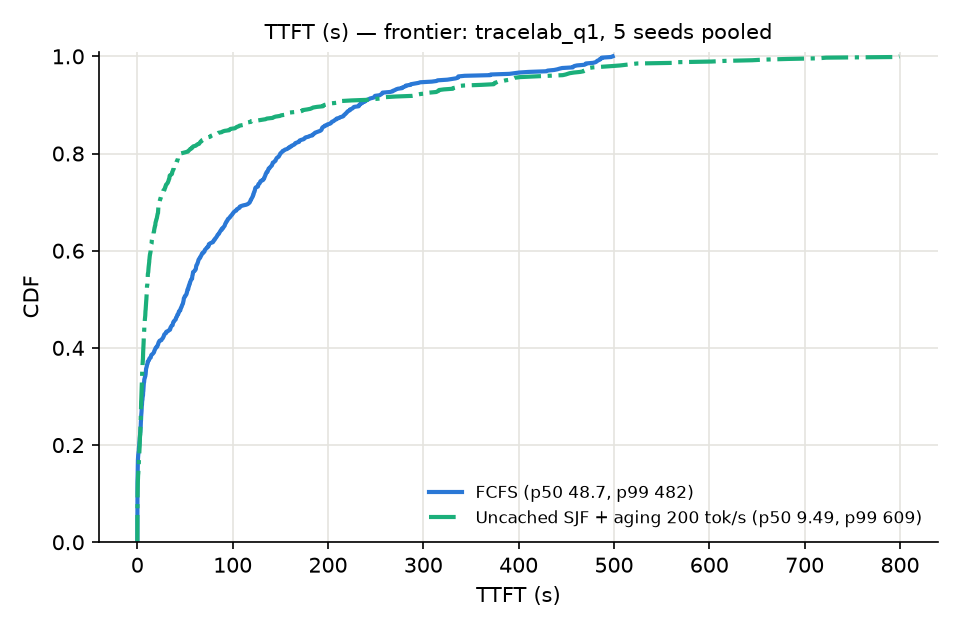 TTFT (s) — frontier: tracelab_q1, 5 seeds pooled
1.0
0.8
0.6
0.4
0.2
0.0
CDF
FCFS (p50 48.7, p99 482)
Uncached SJF + aging 200 tok/s (p50 9.49, p99 609)
0 100 200 300 400 500 600 700 800
TTFT (s)